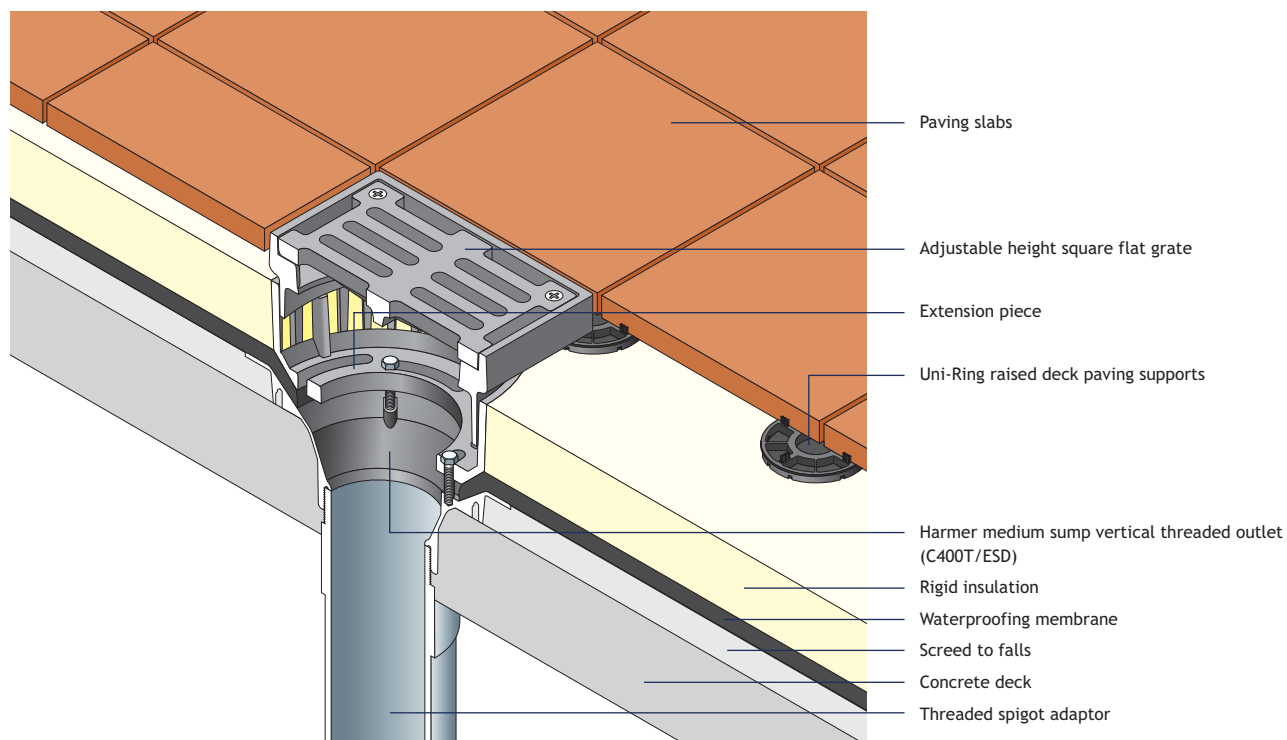 Paving slabs
Adjustable height square flat grate
Extension piece
Uni-Ring raised deck paving supports
Harmer medium sump vertical threaded outlet
(C400T/ESD)
Rigid insulation
Waterproofing membrane
Screed to falls
Concrete deck
Threaded spigot adaptor